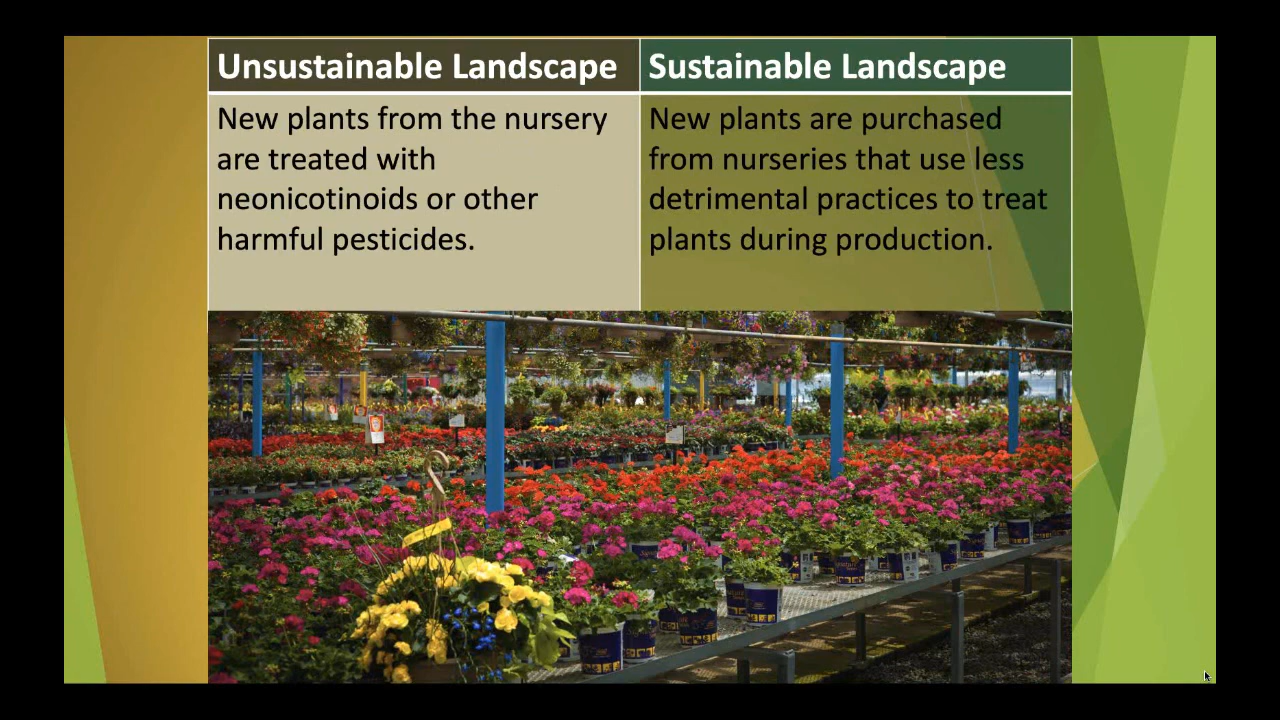 Unsustainable Landscape
Sustainable Landscape
New plants from the nursery
are treated with
neonicotinoids or other
harmful pesticides.
New plants are purchased
from nurseries that use less
detrimental practices to treat
plants during production.